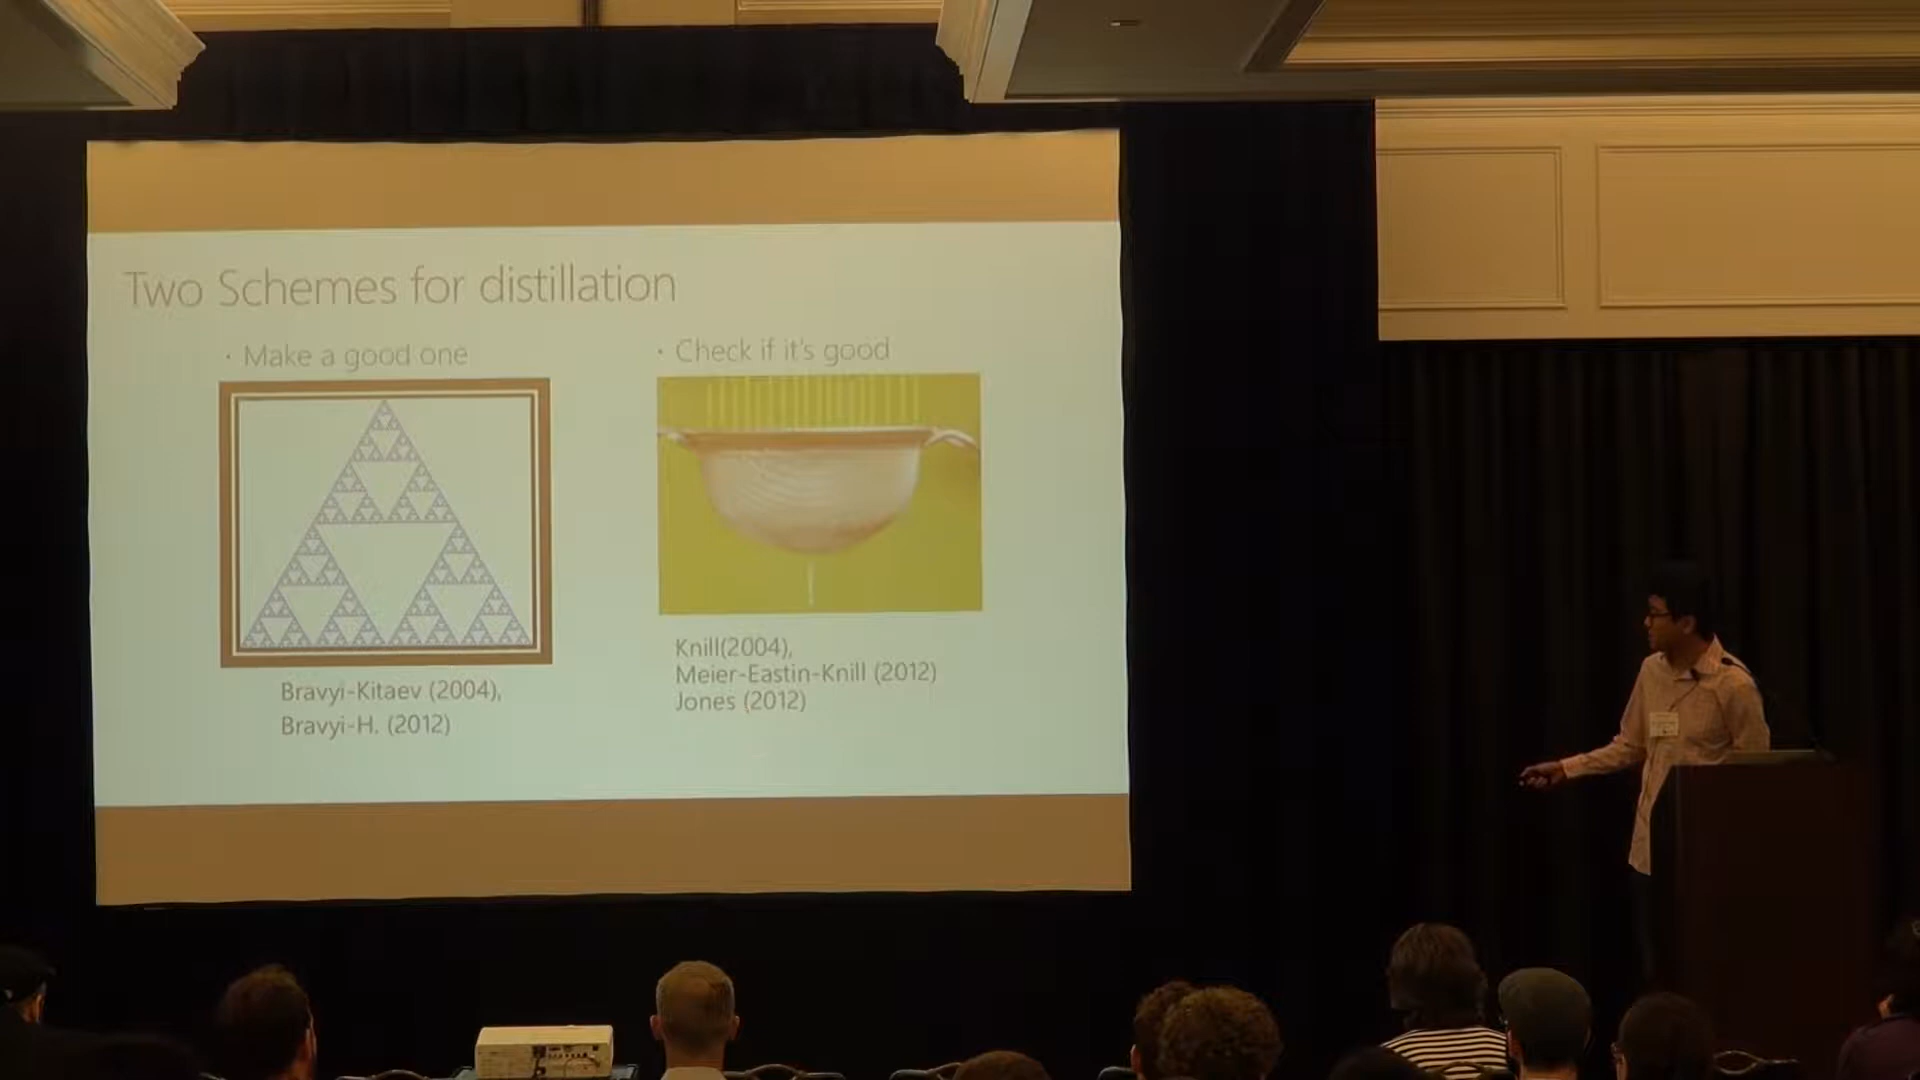 Two Schemes for distillation
· Make a good one
· Check if it's good
Bravyi-Kitaev (2004),
Bravyi-H. (2012)
Knill(2004),
Meier-Eastin-Knill (2012)
Jones (2012)